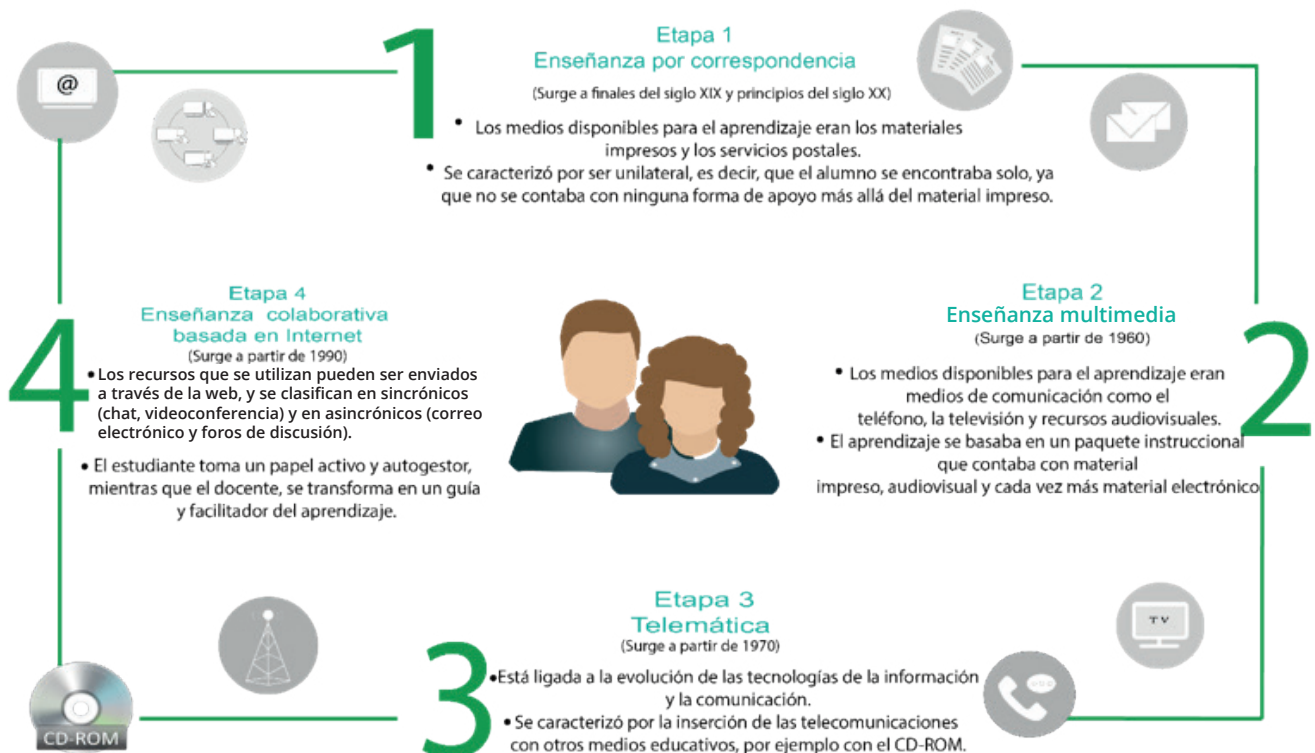 1
Etapa 1
Enseñanza por correspondencia
(Surge a finales del siglo XIX y principios del siglo XX)
• Los medios disponibles para el aprendizaje eran los materiales
impresos y los servicios postales.
• Se caracterizó por ser unilateral, es decir, que el alumno se encontraba solo, ya
que no se contaba con ninguna forma de apoyo más allá del material impreso.
@
2
Etapa 2
Enseñanza multimedia
(Surge a partir de 1960)
• Los medios disponibles para el aprendizaje eran
medios de comunicación como el
teléfono, la televisión y recursos audiovisuales.
• El aprendizaje se basaba en un paquete instruccional
que contaba con material
impreso, audiovisual y cada vez más material electrónico
TV
3
Etapa 3
Telemática
(Surge a partir de 1970)
•Está ligada a la evolución de las tecnologías de la información
y la comunicación.
• Se caracterizó por la inserción de las telecomunicaciones
con otros medios educativos, por ejemplo con el CD-ROM.
CD-ROM
4
Etapa 4
Enseñanza colaborativa
basada en Internet
(Surge a partir de 1990)
• Los recursos que se utilizan pueden ser enviados
a través de la web, y se clasifican en sincrónicos
(chat, videoconferencia) y en asincrónicos (correo
electrónico y foros de discusión).
• El estudiante toma un papel activo y autogestor,
mientras que el docente, se transforma en un guía
y facilitador del aprendizaje.